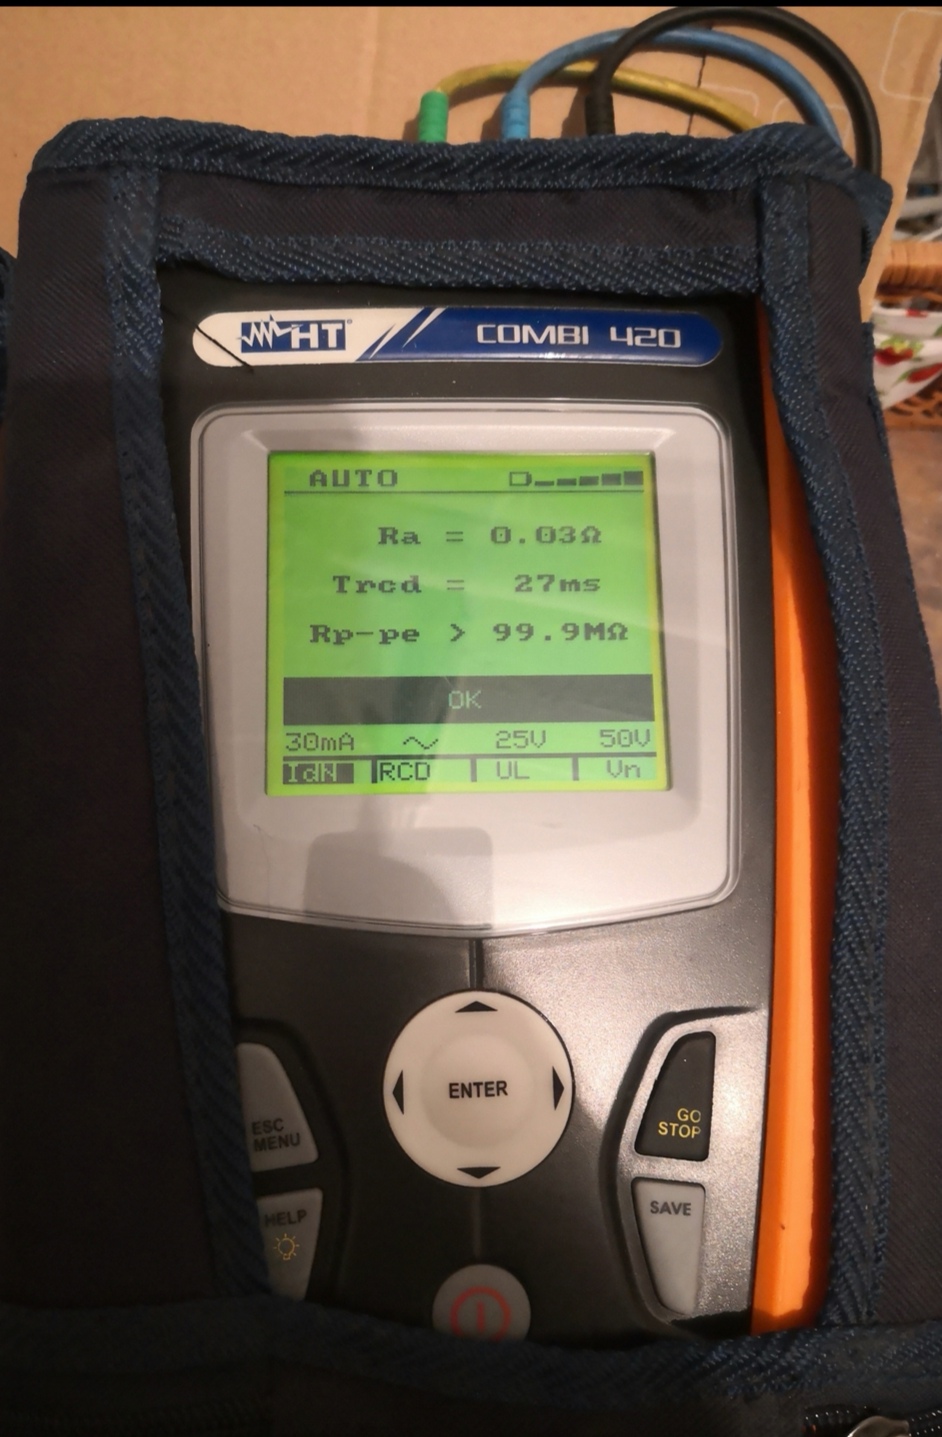 HT COMBI 420
AUTO
Ra = 0.03Ω
Trcd = 27ms
Rp-pe > 99.9MΩ
OK
30mA ~ 25V 50V
IdN RCD UL Vn
ENTER
ESC
MENU
GO
STOP
HELP
SAVE